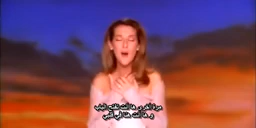 مرة أخرى ها أنت تفتح الباب
و ها أنت هنا في قلبي